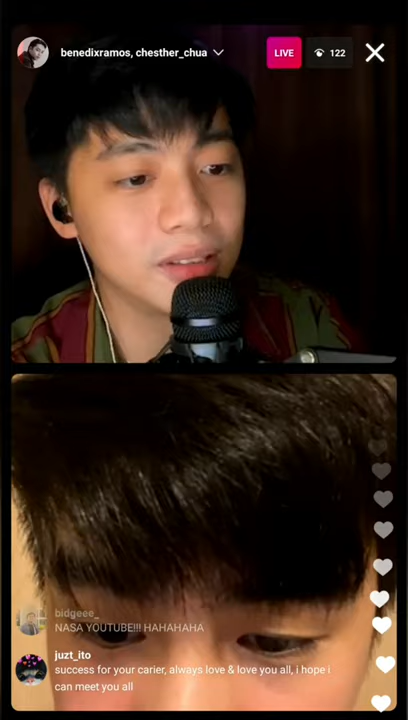 benedixramos, chesther_chua
LIVE
122
bidgeee_
NASA YOUTUBE!!! HAHAHAHA
juzt_ito
success for your carier, always love & love you all, i hope i
can meet you all